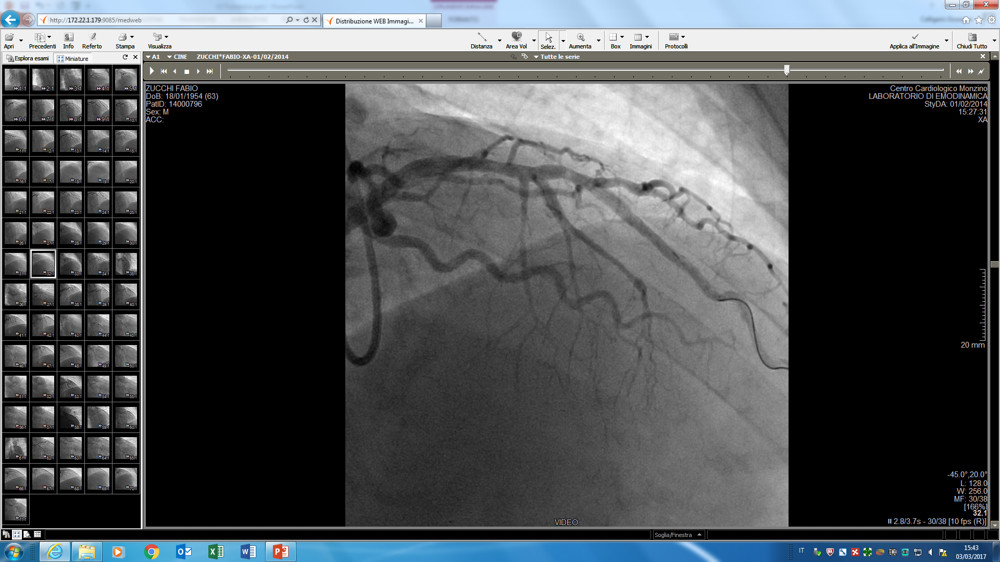 http://172.22.1.179:9085/medweb
Distribuzione WEB Immagi...
Apri
Precedenti
Info
Referto
Stampa
Visualizza
Distanza
Area Vol
Selez.
Aumenta
Box
Immagini
Protocolli
Applica all'Immagine
Chiudi Tutto
Esplora esami
Miniature
A1
CINE
ZUCCHI*FABIO-XA-01/02/2014
Tutte le serie
ZUCCHI FABIO
DoB: 18/01/1954 (63)
PatID: 14000796
Sex: M
ACC:
Centro Cardiologico Monzino
LABORATORIO DI EMODINAMICA
StyDA: 01/02/2014
15:27:31
XA
1.1 2.1 3.1 4.1 5.1
6.1 7.1 8.1 9.1 10.1
11.1 12.1 13.1 14.1 15.1
16.1 17.1 18.1 19.1 20.1
21.1 22.1 23.1 24.1 25.1
26.1 27.1 28.1 29.1 30.1
31.1 32.1 33.1 34.1 35.1
36.1 37.1 38.1 39.1 40.1
41.1 42.1 43.1 44.1 45.1
46.1 47.1 48.1 49.1 50.1
51.1 52.1 53.1 54.1 55.1
56.1 57.1 58.1 59.1 60.1
61.1 62.1 63.1 64.1 65.1
66.1 67.1 68.1 69.1 70.1
71.1
20 mm
-45.0°,20.0°
L: 128.0
W: 256.0
MF: 30/38
[166%]
32.1
2.8/3.7s - 30/38 [10 fps (R)]
VIDEO
Soglia/Finestra
IT
15:43
03/03/2017